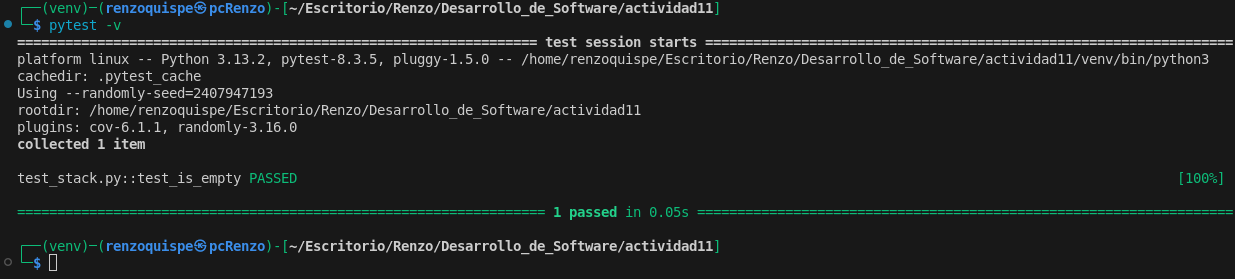 ┌──(venv)─(renzoquispe㉿pcRenzo)-[~/Escritorio/Renzo/Desarrollo_de_Software/actividad11]
└─$ pytest -v
================================================================== test session starts ==================================================================
platform linux -- Python 3.13.2, pytest-8.3.5, pluggy-1.5.0 -- /home/renzoquispe/Escritorio/Renzo/Desarrollo_de_Software/actividad11/venv/bin/python3
cachedir: .pytest_cache
Using --randomly-seed=2407947193
rootdir: /home/renzoquispe/Escritorio/Renzo/Desarrollo_de_Software/actividad11
plugins: cov-6.1.1, randomly-3.16.0
collected 1 item
test_stack.py::test_is_empty PASSED [100%]
================================================================== 1 passed in 0.05s ===================================================================
┌──(venv)─(renzoquispe㉿pcRenzo)-[~/Escritorio/Renzo/Desarrollo_de_Software/actividad11]
└─$